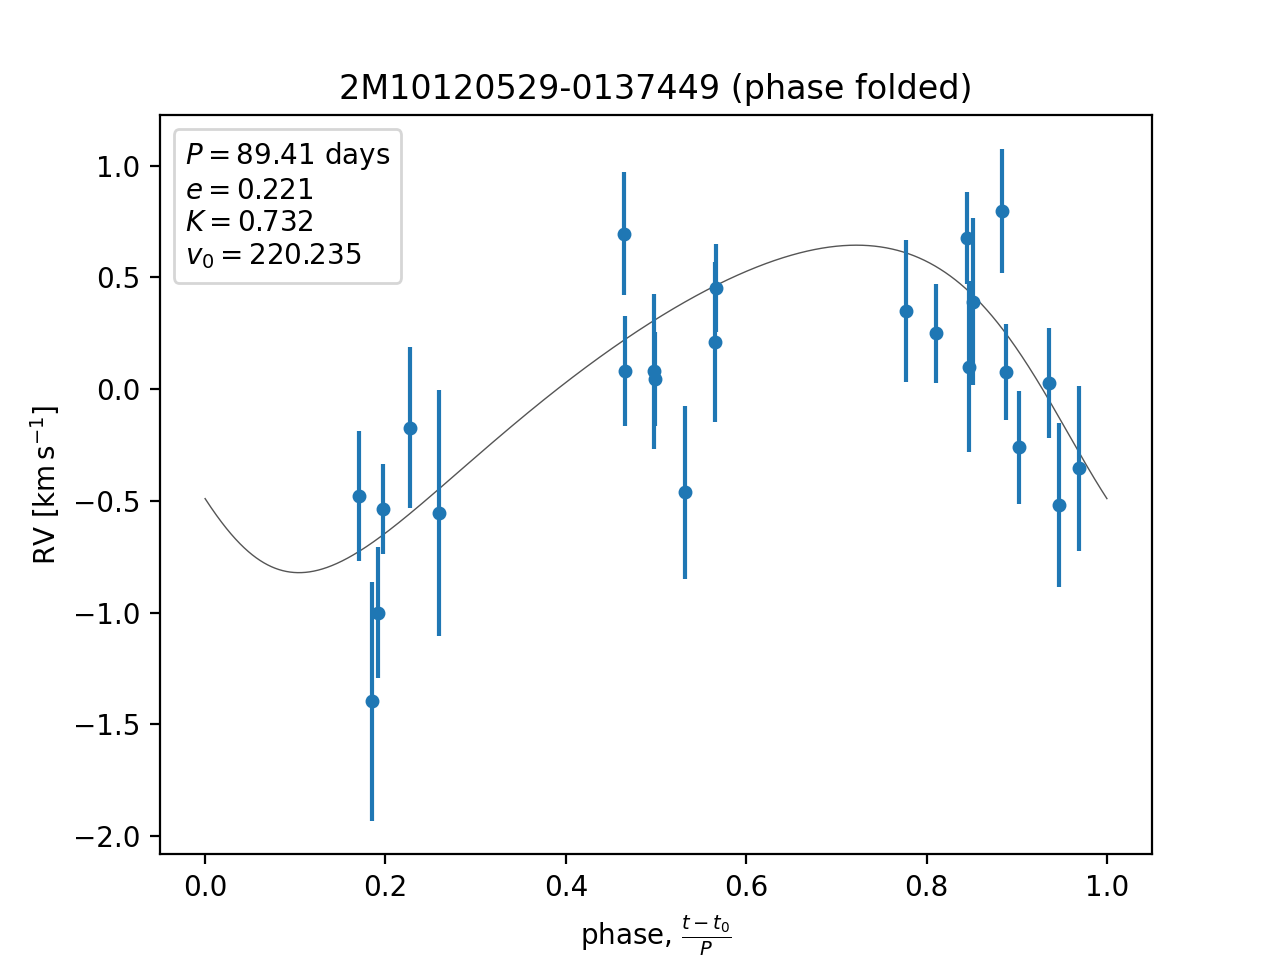 2M10120529-0137449 (phase folded)
P = 89.41 days
e = 0.221
K = 0.732
v₀ = 220.235
1.0
0.5
0.0
−0.5
−1.0
−1.5
−2.0
RV [km s⁻¹]
0.0 0.2 0.4 0.6 0.8 1.0
phase, (t − t₀)/P